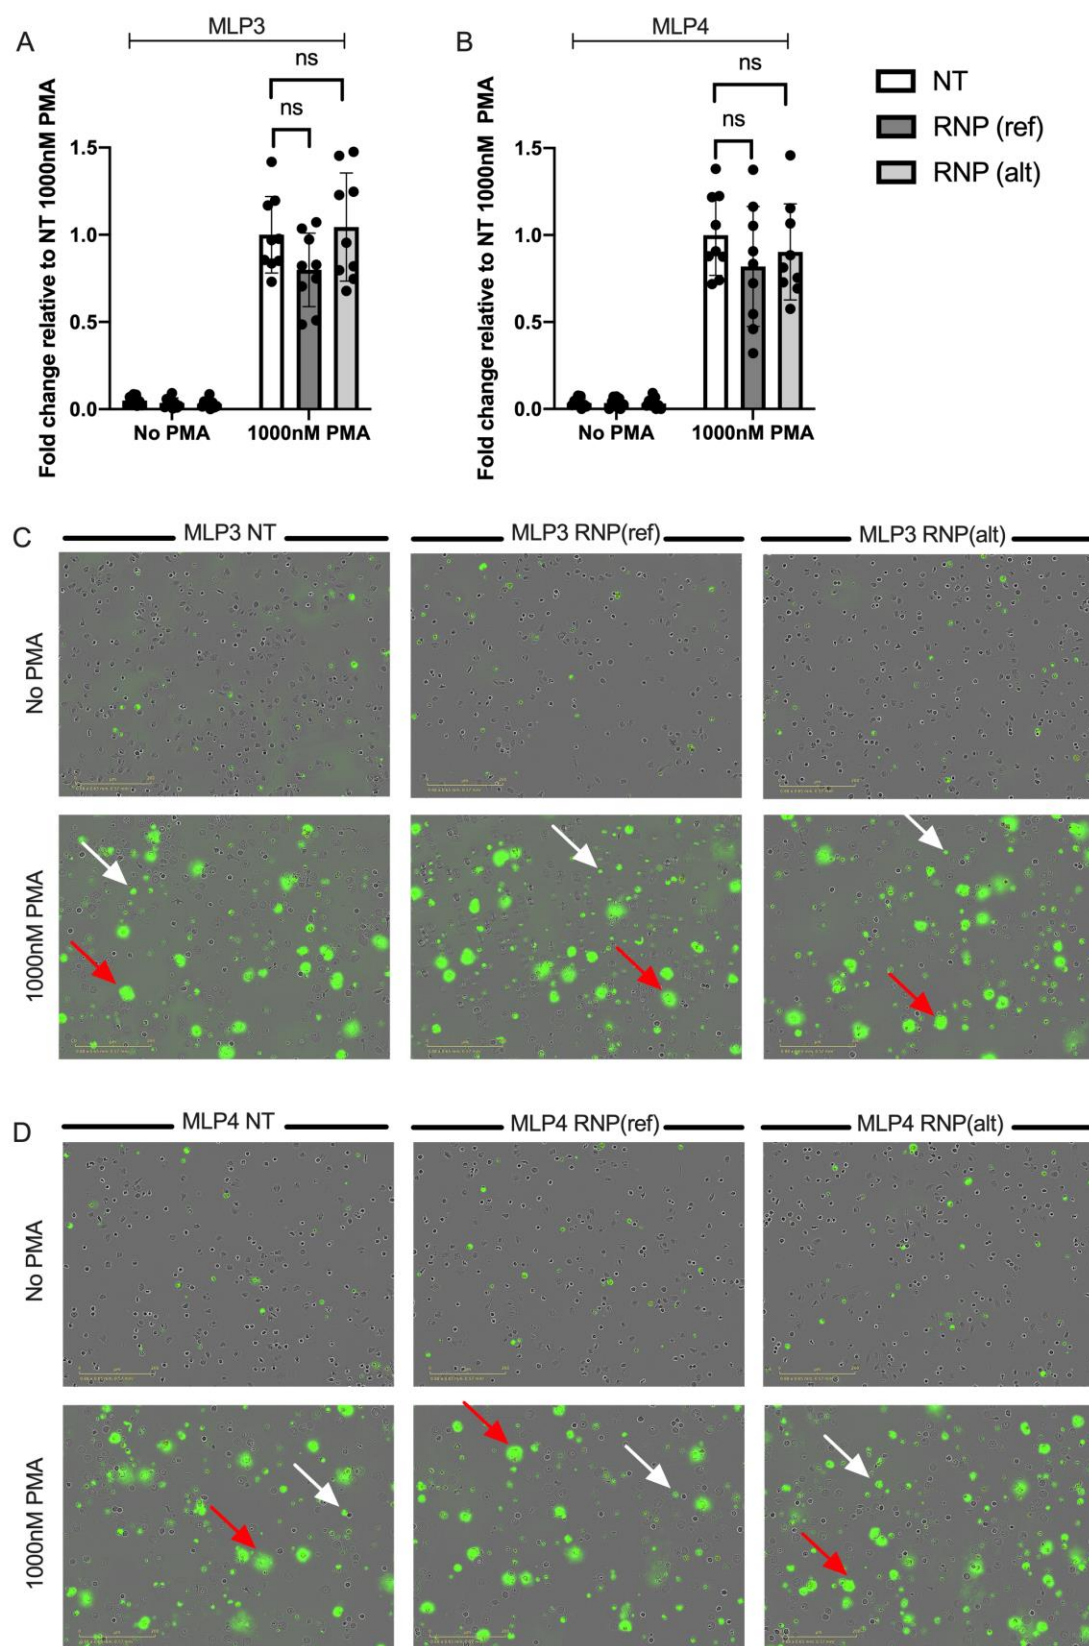 A
MLP3
ns
ns
Fold change relative to NT 1000nM PMA
1.5
1.0
0.5
0.0
No PMA
1000nM PMA
B
MLP4
ns
ns
Fold change relative to NT 1000nM PMA
1.5
1.0
0.5
0.0
No PMA
1000nM PMA
NT
RNP (ref)
RNP (alt)
C
MLP3 NT
MLP3 RNP(ref)
MLP3 RNP(alt)
No PMA
1000nM PMA
D
MLP4 NT
MLP4 RNP(ref)
MLP4 RNP(alt)
No PMA
1000nM PMA